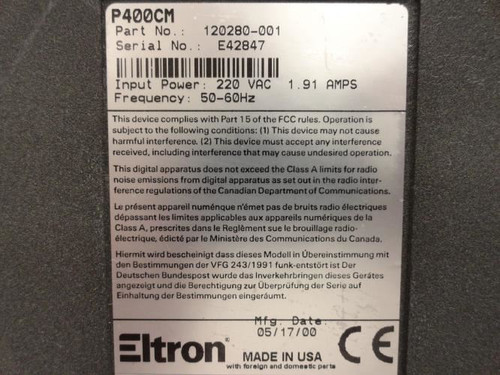 P400CM
Part No.: 120280-001
Serial No.: E42847
Input Power: 220 VAC 1.91 AMPS
Frequency: 50-60Hz
This device complies with Part 15 of the FCC rules. Operation is
subject to the following conditions: (1) This device may not cause
harmful interference. (2) This device must accept any interference
received, including interference that may cause undesired operation.
This digital apparatus does not exceed the Class A limits for radio
noise emissions from digital apparatus as set out in the radio inter-
ference regulations of the Canadian Department of Communications.
Le présent appareil numérique n'émet pas de bruits radio électriques
dépassant les limites applicables aux appareils numériques de la
Class A, prescrites dans le Reglément sue le brouillage radio-
électrique, édicté par le Ministère des Communications du Canada.
Hiermit wird bescheinigt dass dieses Modell in Übereinstimmung mit
den Bestimmungen der VFG 243/1991 funk-entstört ist Der
Deutschen Bundespost wurde das Inverkehrbringen dieses Gerätes
angezeigt und die Berechtigung zur Überprüfung der Serie auf
Einhaltung der Bestimmungen eingeräumt.
Mfg. Date:
05/17/00
Eltron® MADE IN USA CE
with foreign and domestic parts